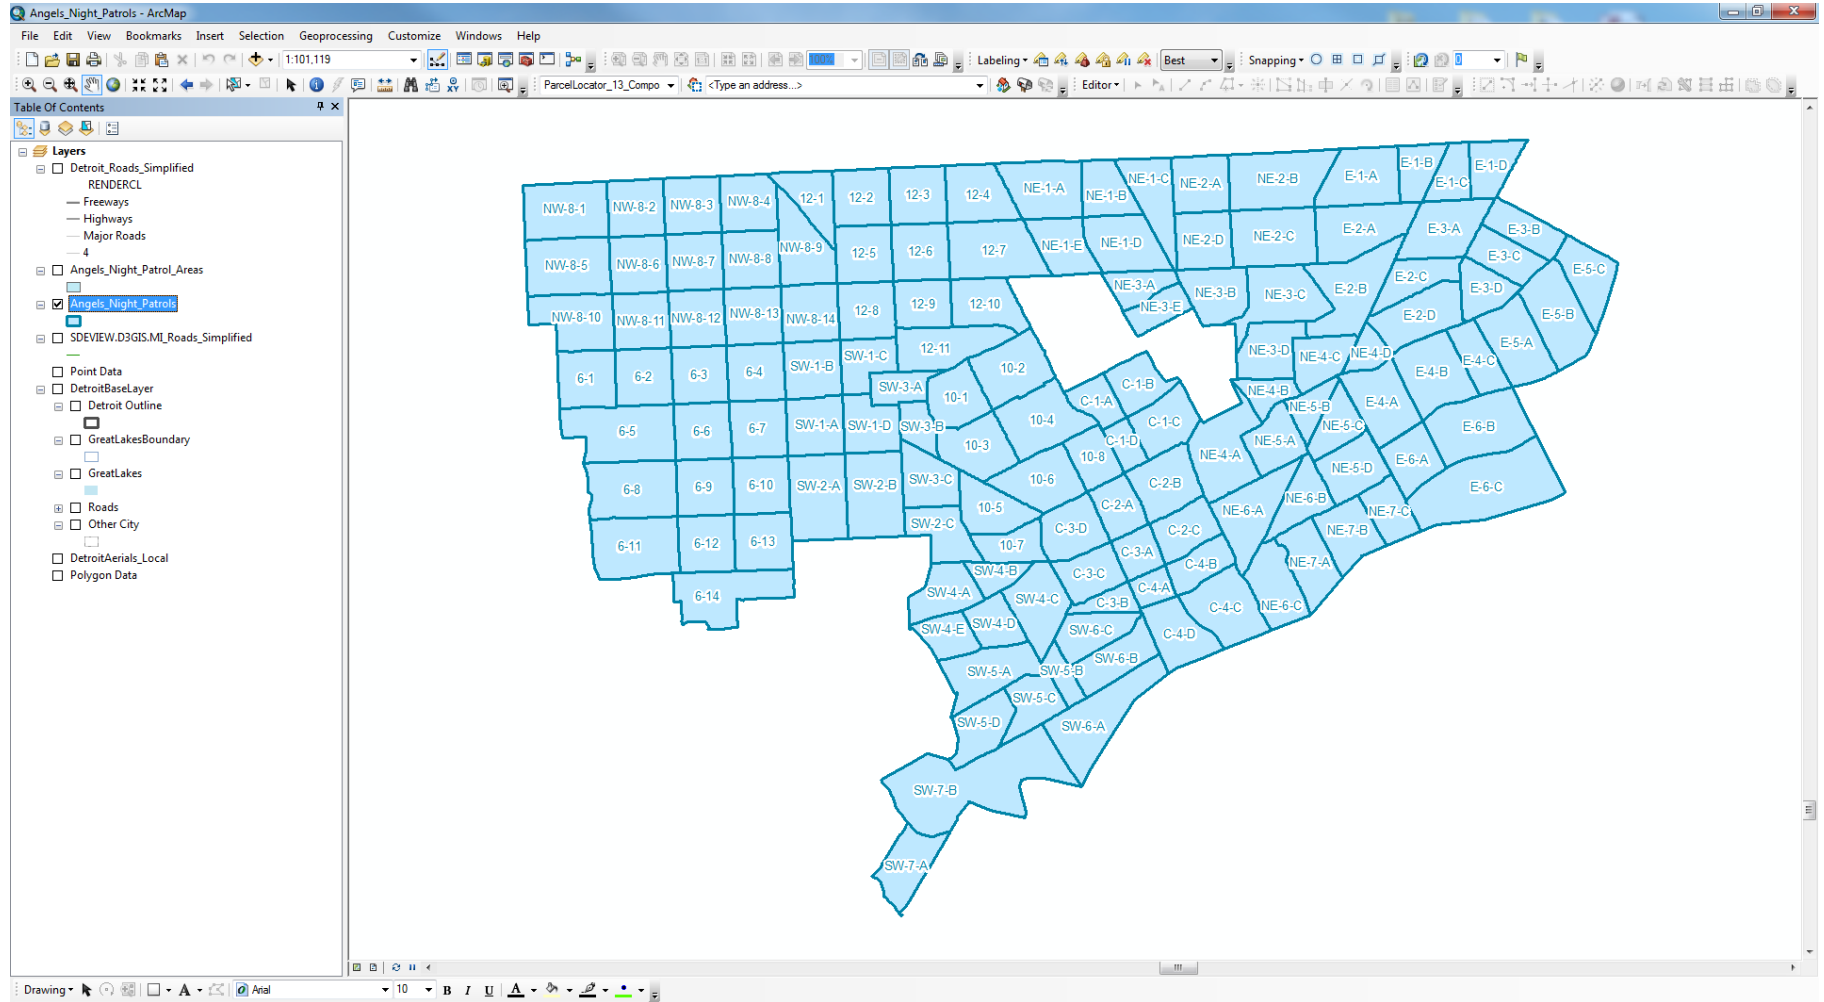 Angels_Night_Patrols - ArcMap
File Edit View Bookmarks Insert Selection Geoprocessing Customize Windows Help
1:101,119 100% Labeling Best Snapping 0
ParcelLocator_13_Compo <Type an address...> Editor
Table Of Contents
Layers
Detroit_Roads_Simplified
RENDERCL
Freeways
Highways
Major Roads
4
Angels_Night_Patrol_Areas
Angels_Night_Patrols
SDEVIEW.D3GIS.MI_Roads_Simplified
Point Data
DetroitBaseLayer
Detroit Outline
GreatLakesBoundary
GreatLakes
Roads
Other City
DetroitAerials_Local
Polygon Data
NW-8-1 NW-8-2 NW-8-3 NW-8-4 12-1 12-2 12-3 12-4 NE-1-A NE-1-B NE-1-C NE-2-A NE-2-B E-1-A E-1-B E-1-C E-1-D
NW-8-5 NW-8-6 NW-8-7 NW-8-8 NW-8-9 12-5 12-6 12-7 NE-1-E NE-1-D NE-2-D NE-2-C E-2-A E-3-A E-3-B
E-3-C E-5-C
NW-8-10 NW-8-11 NW-8-12 NW-8-13 NW-8-14 12-8 12-9 12-10 NE-3-A NE-3-E NE-3-B NE-3-C E-2-B E-2-C E-3-D
E-2-D E-5-B
6-1 6-2 6-3 6-4 SW-1-B SW-1-C 12-11 NE-3-D NE-4-C NE-4-D E-4-C E-5-A
SW-3-A 10-1 10-2 C-1-A C-1-B NE-4-B E-4-B
6-5 6-6 6-7 SW-1-A SW-1-D SW-3-B 10-3 10-4 C-1-D C-1-C NE-5-B NE-5-C E-4-A E-6-B
10-8 NE-4-A NE-5-A NE-5-D E-6-A
6-8 6-9 6-10 SW-2-A SW-2-B SW-3-C 10-6 C-2-B NE-6-B E-6-C
10-5 C-2-A NE-6-A NE-7-C
6-11 6-12 6-13 SW-2-C 10-7 C-3-D C-3-A C-2-C NE-7-B
SW-4-B C-3-C C-4-B NE-7-A
6-14 SW-4-A SW-4-C C-3-B C-4-A C-4-C NE-6-C
SW-4-E SW-4-D SW-6-C C-4-D
SW-5-A SW-5-B SW-6-B
SW-5-C
SW-5-D SW-6-A
SW-7-B
SW-7-A
Drawing A Arial 10 B I U A